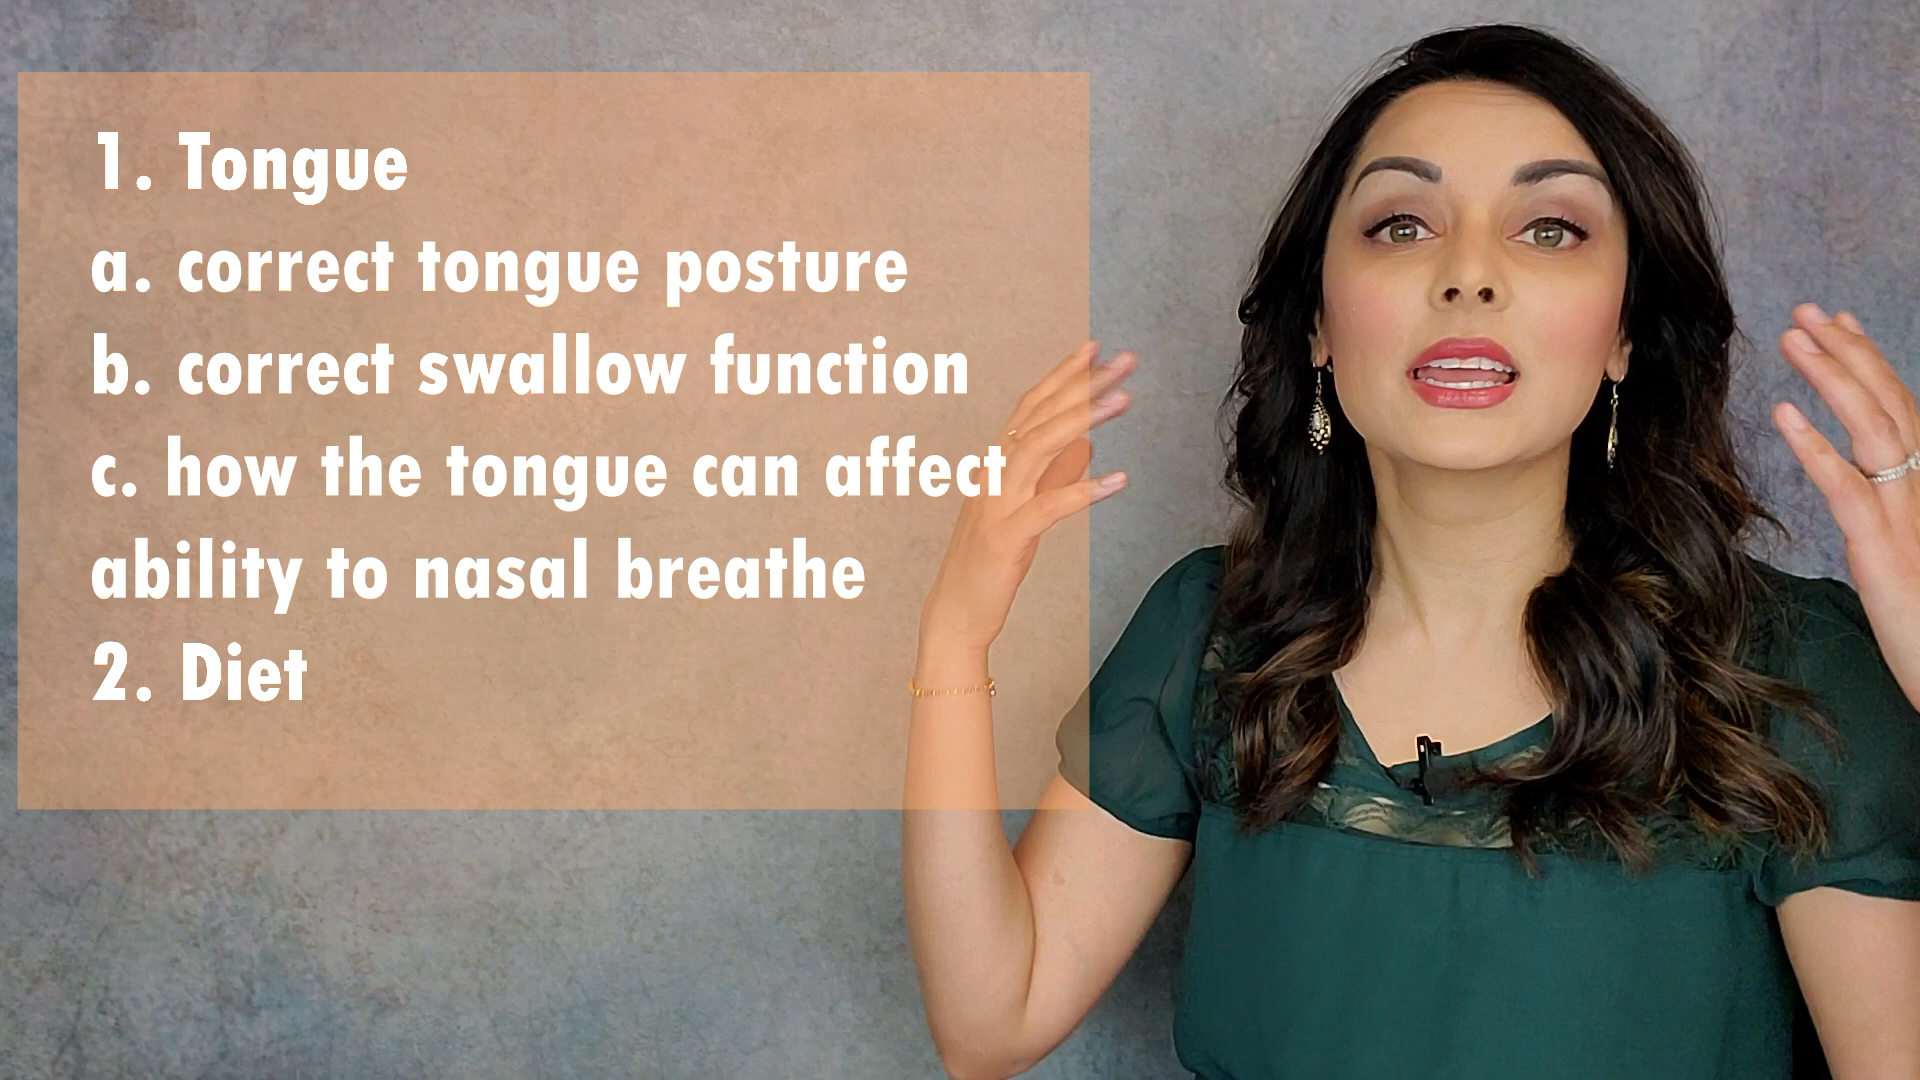 1. Tongue
a. correct tongue posture
b. correct swallow function
c. how the tongue can affect
ability to nasal breathe
2. Diet